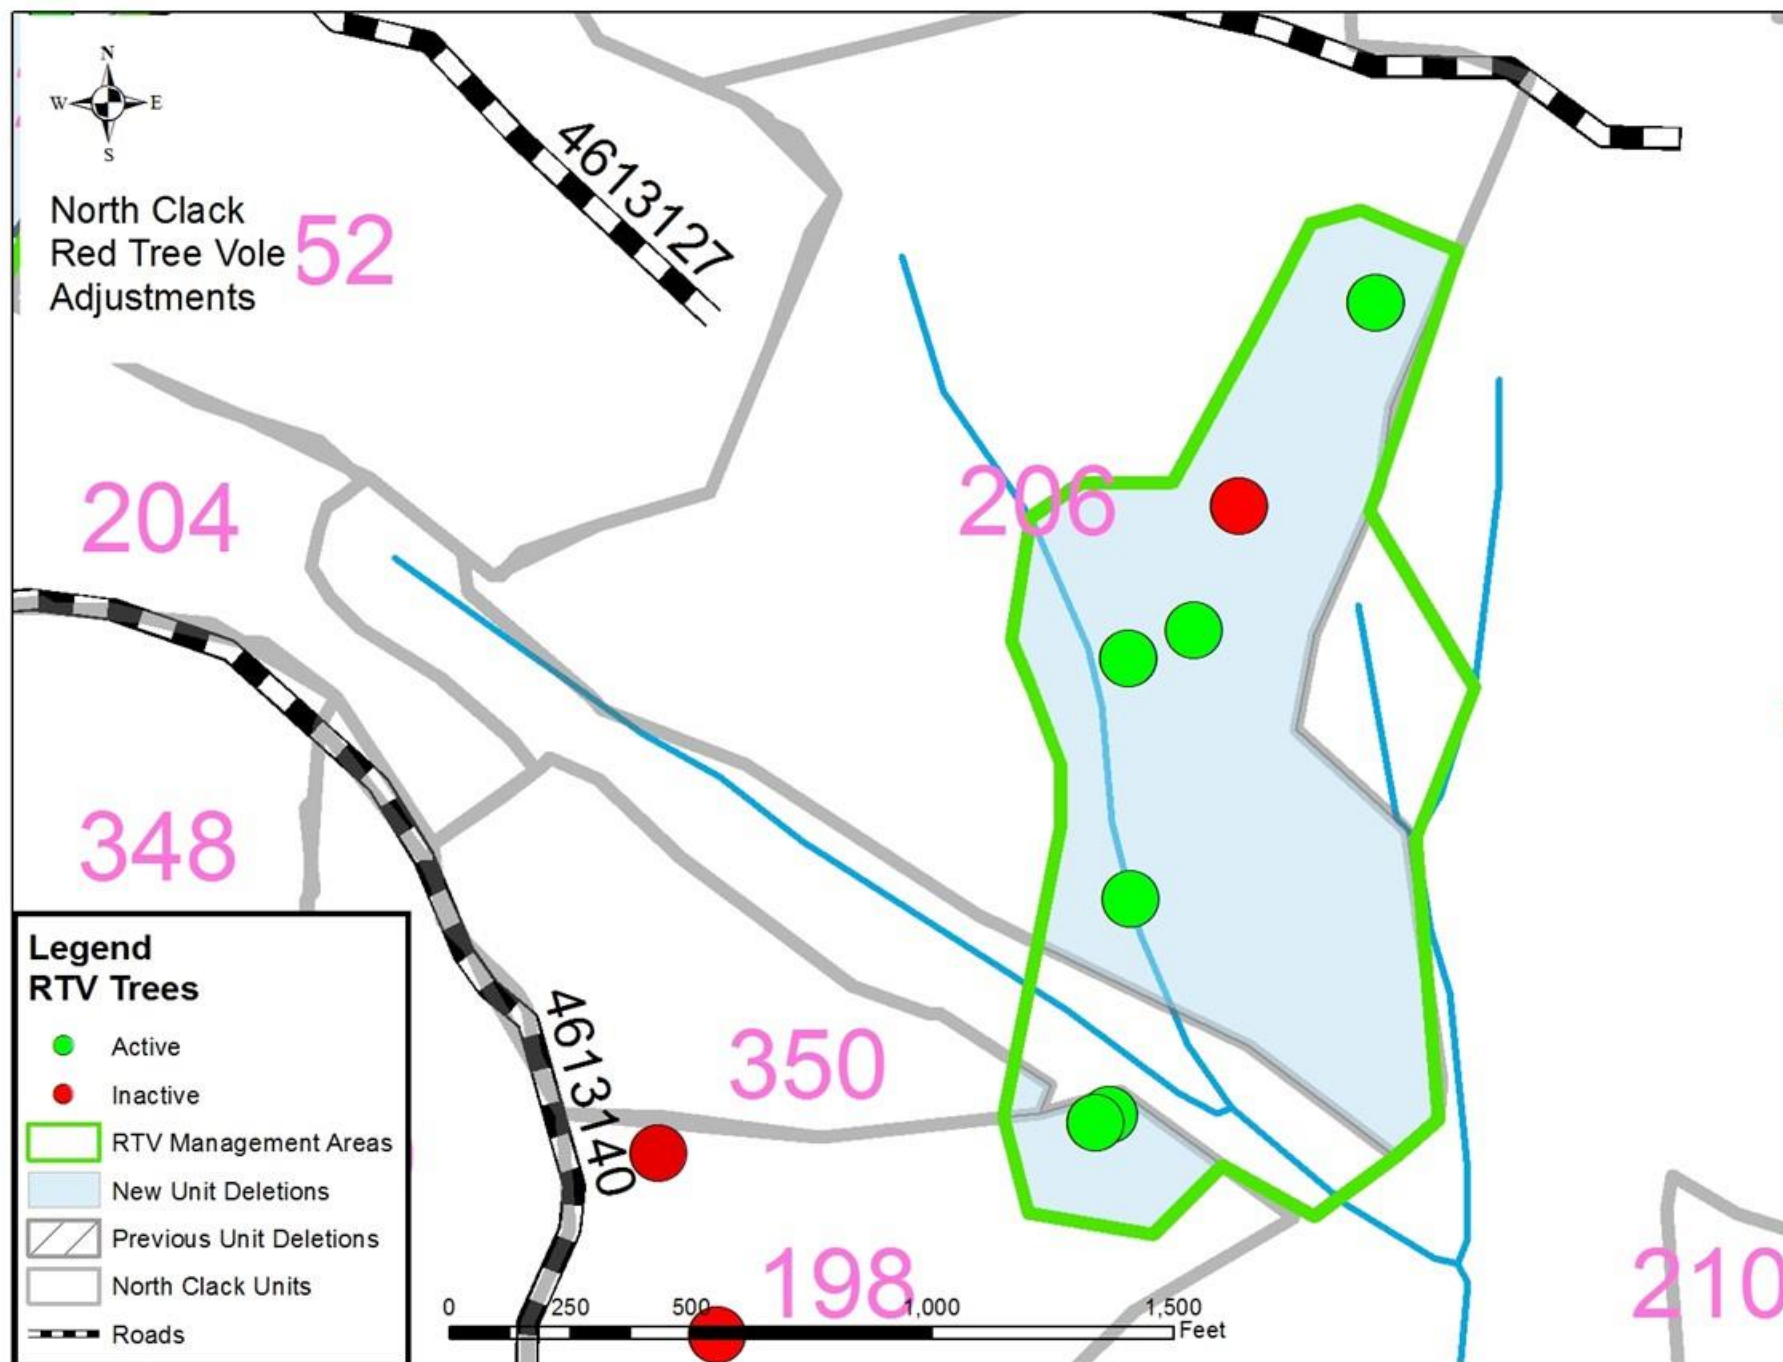 N
W E
S
North Clack
Red Tree Vole
Adjustments
52
4613127
206
204
348
350
4613140
198
210
Legend
RTV Trees
Active
Inactive
RTV Management Areas
New Unit Deletions
Previous Unit Deletions
North Clack Units
Roads
0 250 500 1,000 1,500
Feet